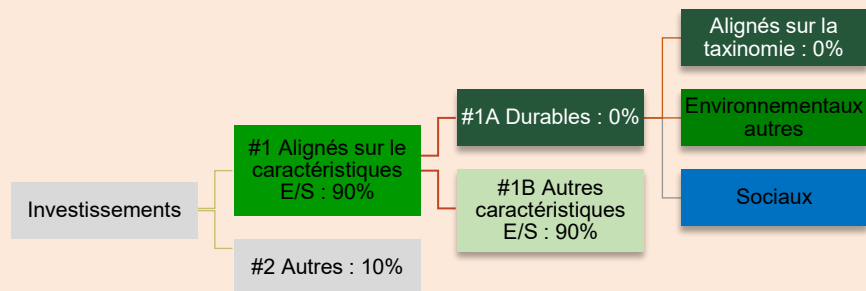 Investissements
#1 Alignés sur le
caractéristiques
E/S : 90%
#2 Autres : 10%
#1A Durables : 0%
#1B Autres
caractéristiques
E/S : 90%
Alignés sur la
taxinomie : 0%
Environnementaux
autres
Sociaux